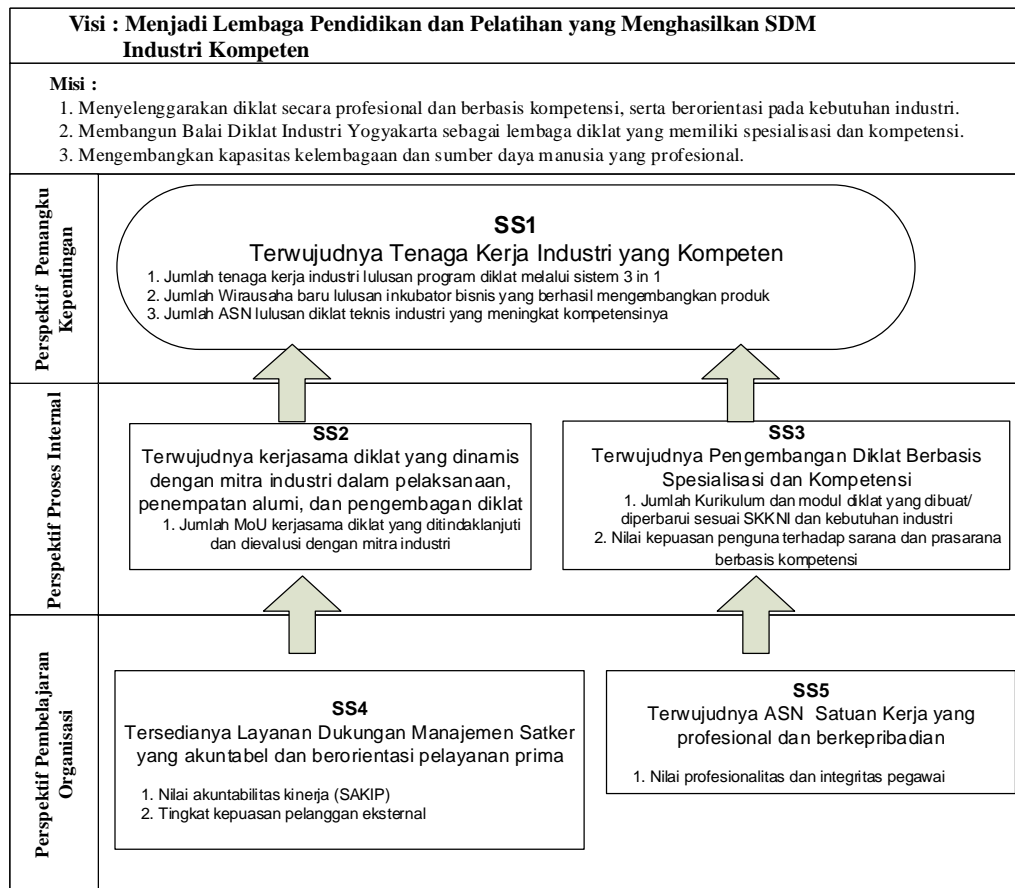 Visi : Menjadi Lembaga Pendidikan dan Pelatihan yang Menghasilkan SDM
Industri Kompeten
Misi :
1. Menyelenggarakan diklat secara profesional dan berbasis kompetensi, serta berorientasi pada kebutuhan industri.
2. Membangun Balai Diklat Industri Yogyakarta sebagai lembaga diklat yang memiliki spesialisasi dan kompetensi.
3. Mengembangkan kapasitas kelembagaan dan sumber daya manusia yang profesional.
Perspektif Pemangku
Kepentingan
SS1
Terwujudnya Tenaga Kerja Industri yang Kompeten
1. Jumlah tenaga kerja industri lulusan program diklat melalui sistem 3 in 1
2. Jumlah Wirausaha baru lulusan inkubator bisnis yang berhasil mengembangkan produk
3. Jumlah ASN lulusan diklat teknis industri yang meningkat kompetensinya
Perspektif Proses Internal
SS2
Terwujudnya kerjasama diklat yang dinamis
dengan mitra industri dalam pelaksanaan,
penempatan alumi, dan pengembagan diklat
1. Jumlah MoU kerjasama diklat yang ditindaklanjuti
dan dievalusi dengan mitra industri
SS3
Terwujudnya Pengembangan Diklat Berbasis
Spesialisasi dan Kompetensi
1. Jumlah Kurikulum dan modul diklat yang dibuat/
diperbarui sesuai SKKNI dan kebutuhan industri
2. Nilai kepuasan penguna terhadap sarana dan prasarana
berbasis kompetensi
Perspektif Pembelajaran
Organisasi
SS4
Tersedianya Layanan Dukungan Manajemen Satker
yang akuntabel dan berorientasi pelayanan prima
1. Nilai akuntabilitas kinerja (SAKIP)
2. Tingkat kepuasan pelanggan eksternal
SS5
Terwujudnya ASN Satuan Kerja yang
profesional dan berkepribadian
1. Nilai profesionalitas dan integritas pegawai